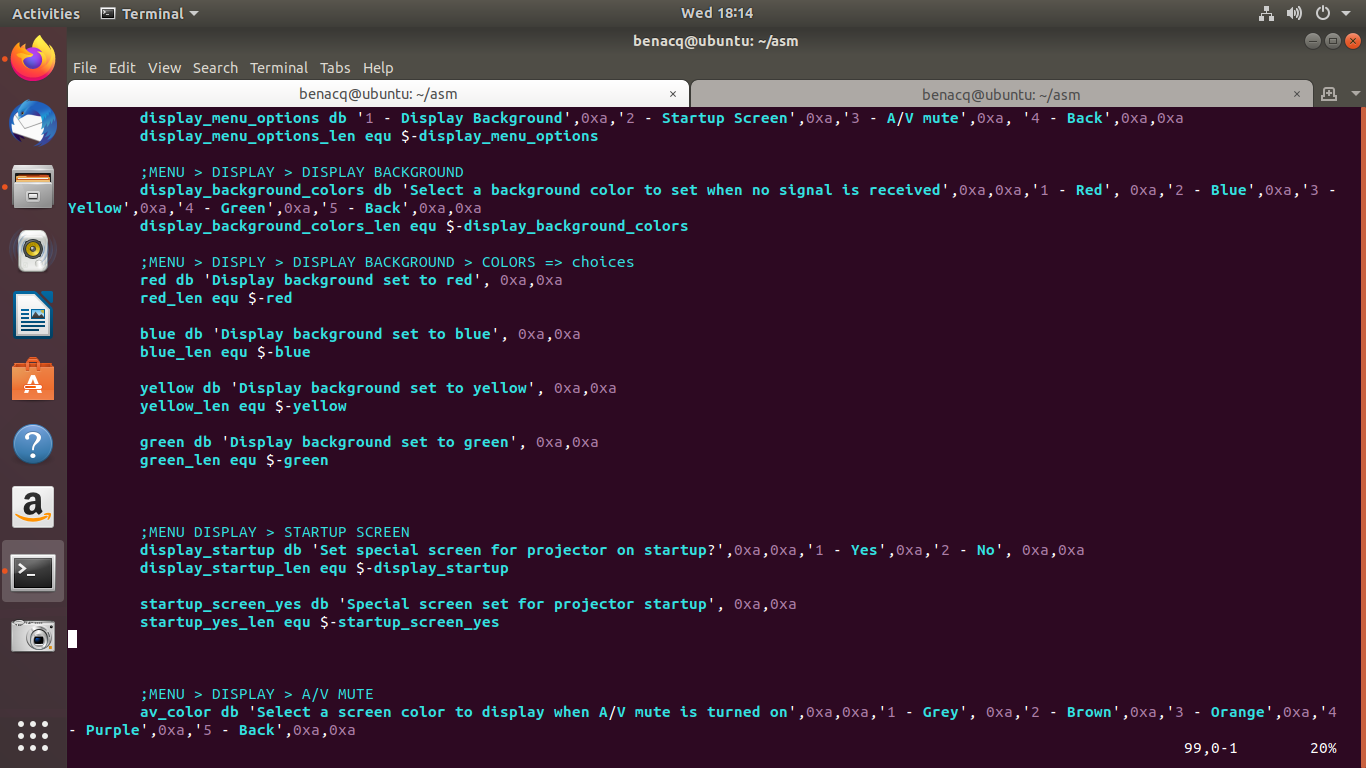 Activities Terminal Wed 18:14
benacq@ubuntu: ~/asm
File Edit View Search Terminal Tabs Help
benacq@ubuntu: ~/asm × benacq@ubuntu: ~/asm ×
display_menu_options db '1 - Display Background',0xa,'2 - Startup Screen',0xa,'3 - A/V mute',0xa, '4 - Back',0xa,0xa
display_menu_options_len equ $-display_menu_options
;MENU > DISPLAY > DISPLAY BACKGROUND
display_background_colors db 'Select a background color to set when no signal is received',0xa,0xa,'1 - Red', 0xa,'2 - Blue',0xa,'3 -
Yellow',0xa,'4 - Green',0xa,'5 - Back',0xa,0xa
display_background_colors_len equ $-display_background_colors
;MENU > DISPLY > DISPLAY BACKGROUND > COLORS => choices
red db 'Display background set to red', 0xa,0xa
red_len equ $-red
blue db 'Display background set to blue', 0xa,0xa
blue_len equ $-blue
yellow db 'Display background set to yellow', 0xa,0xa
yellow_len equ $-yellow
green db 'Display background set to green', 0xa,0xa
green_len equ $-green
;MENU DISPLAY > STARTUP SCREEN
display_startup db 'Set special screen for projector on startup?',0xa,0xa,'1 - Yes',0xa,'2 - No', 0xa,0xa
display_startup_len equ $-display_startup
startup_screen_yes db 'Special screen set for projector startup', 0xa,0xa
startup_yes_len equ $-startup_screen_yes
;MENU > DISPLAY > A/V MUTE
av_color db 'Select a screen color to display when A/V mute is turned on',0xa,0xa,'1 - Grey', 0xa,'2 - Brown',0xa,'3 - Orange',0xa,'4
- Purple',0xa,'5 - Back',0xa,0xa
99,0-1 20%